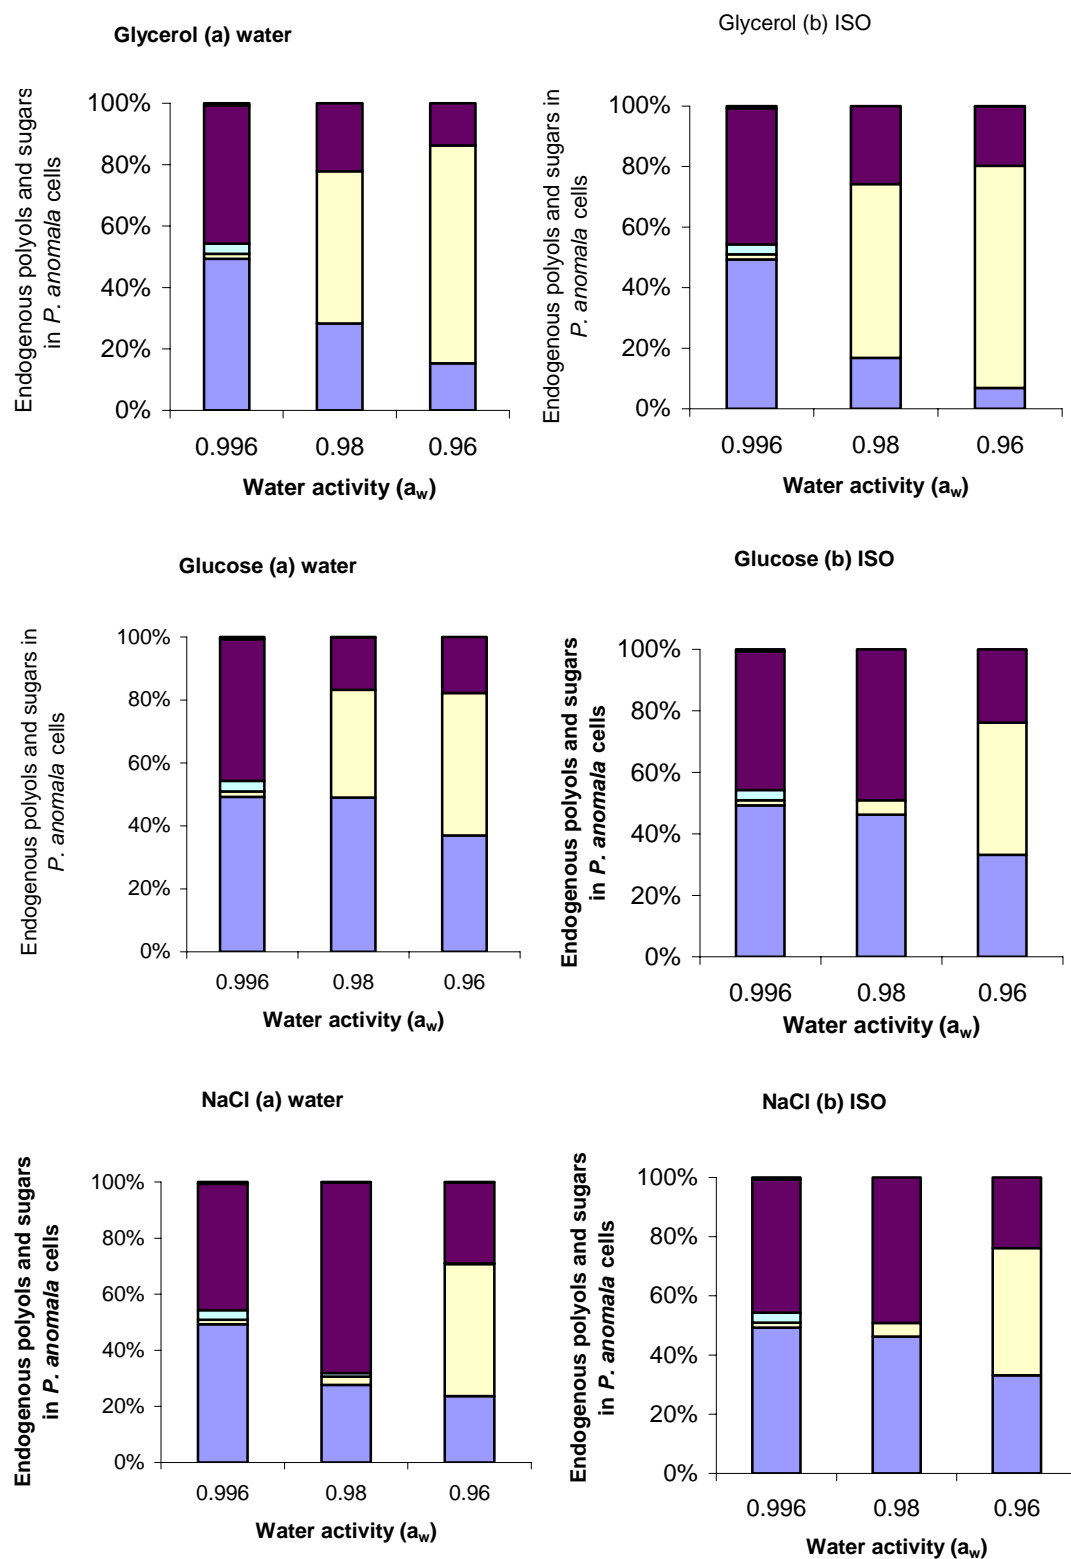 Glycerol (a) water
Endogenous polyols and sugars
in P. anomala cells
100%
80%
60%
40%
20%
0%
0.996 0.98 0.96
Water activity (aw)
Glycerol (b) ISO
Endogenous polyols and sugars in
P. anomala cells
100%
80%
60%
40%
20%
0%
0.996 0.98 0.96
Water activity (aw)
Glucose (a) water
Endogenous polyols and sugars in
P. anomala cells
100%
80%
60%
40%
20%
0%
0.996 0.98 0.96
Water activity (aw)
Glucose (b) ISO
Endogenous polyols and sugars
in P. anomala cells
100%
80%
60%
40%
20%
0%
0.996 0.98 0.96
Water activity (aw)
NaCl (a) water
Endogenous polyols and sugars
in P. anomala cells
100%
80%
60%
40%
20%
0%
0.996 0.98 0.96
Water activity (aw)
NaCl (b) ISO
Endogenous polyols and sugars
in P. anomala cells
100%
80%
60%
40%
20%
0%
0.996 0.98 0.96
Water activity (aw)